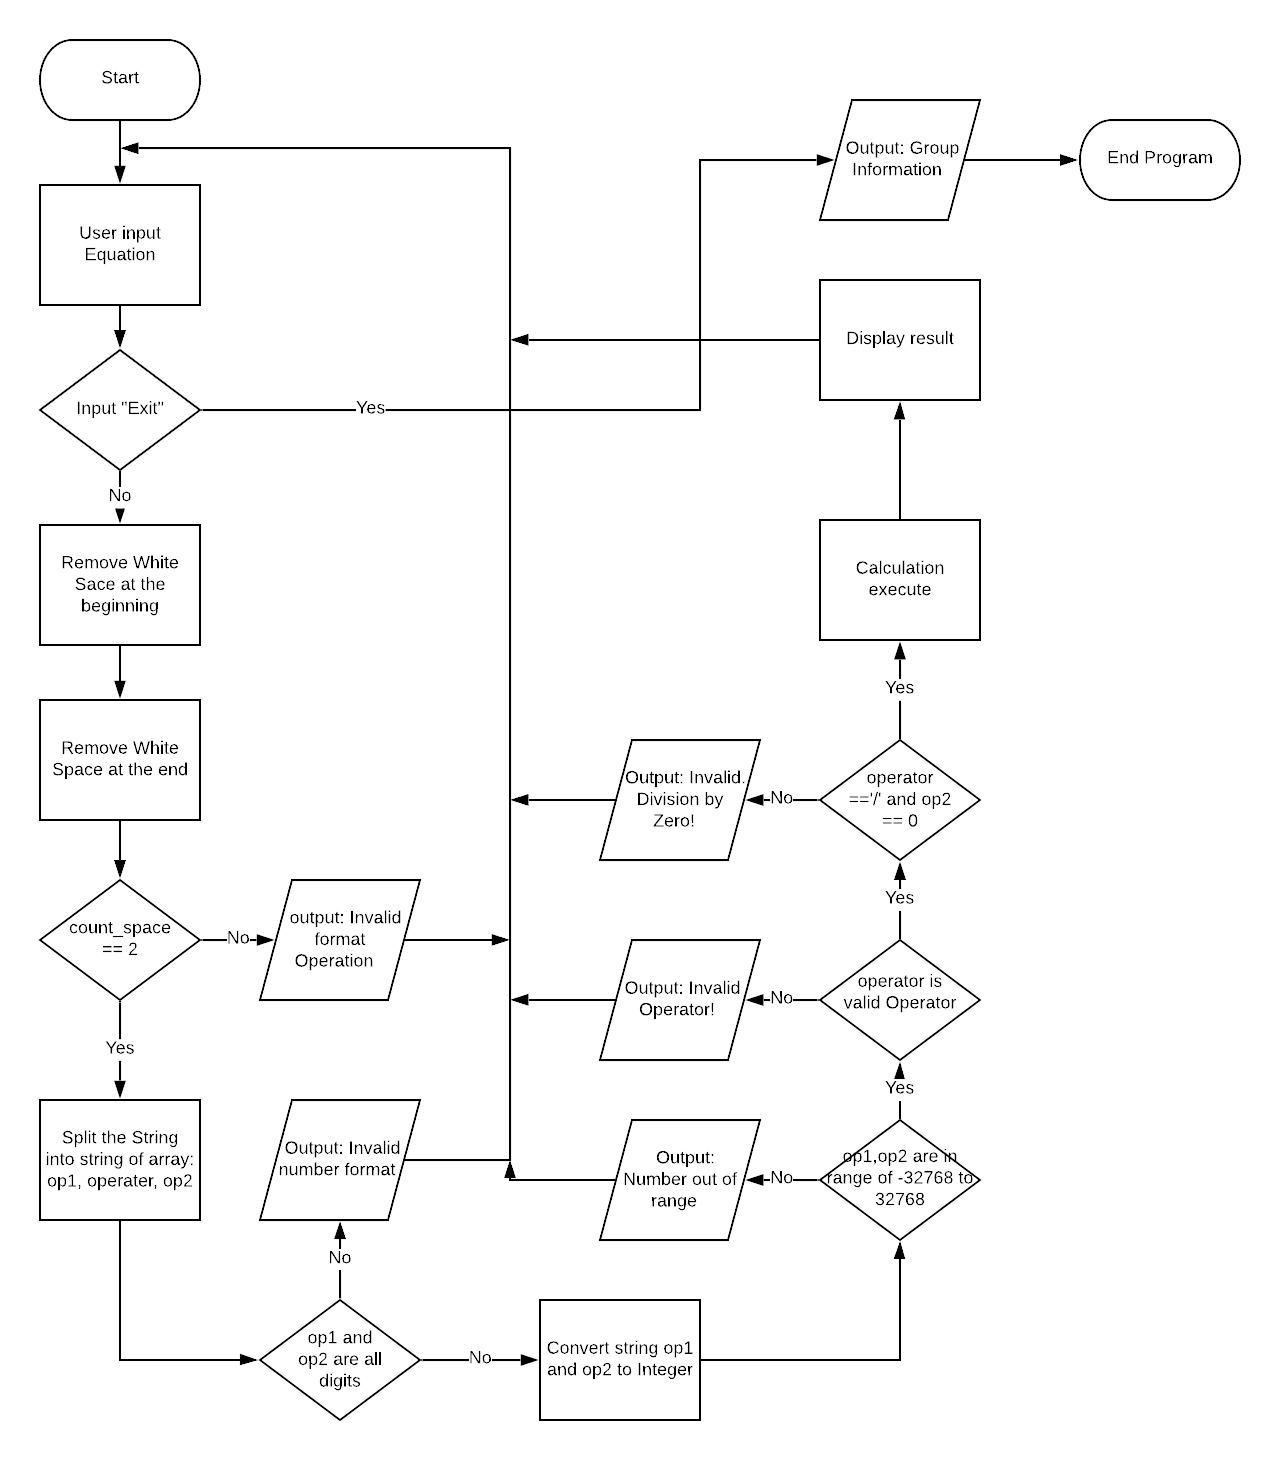 Start
User input
Equation
Input "Exit"
Yes
No
Remove White
Sace at the
beginning
Remove White
Space at the end
count_space
== 2
No
output: Invalid
format
Operation
Yes
Split the String
into string of array:
op1, operater, op2
op1 and
op2 are all
digits
No
Output: Invalid
number format
No
Convert string op1
and op2 to Integer
op1,op2 are in
range of -32768 to
32768
No
Output:
Number out of
range
Yes
operator is
valid Operator
No
Output: Invalid
Operator!
Yes
operator
=='/' and op2
== 0
No
Output: Invalid.
Division by
Zero!
Yes
Calculation
execute
Display result
Output: Group
Information
End Program